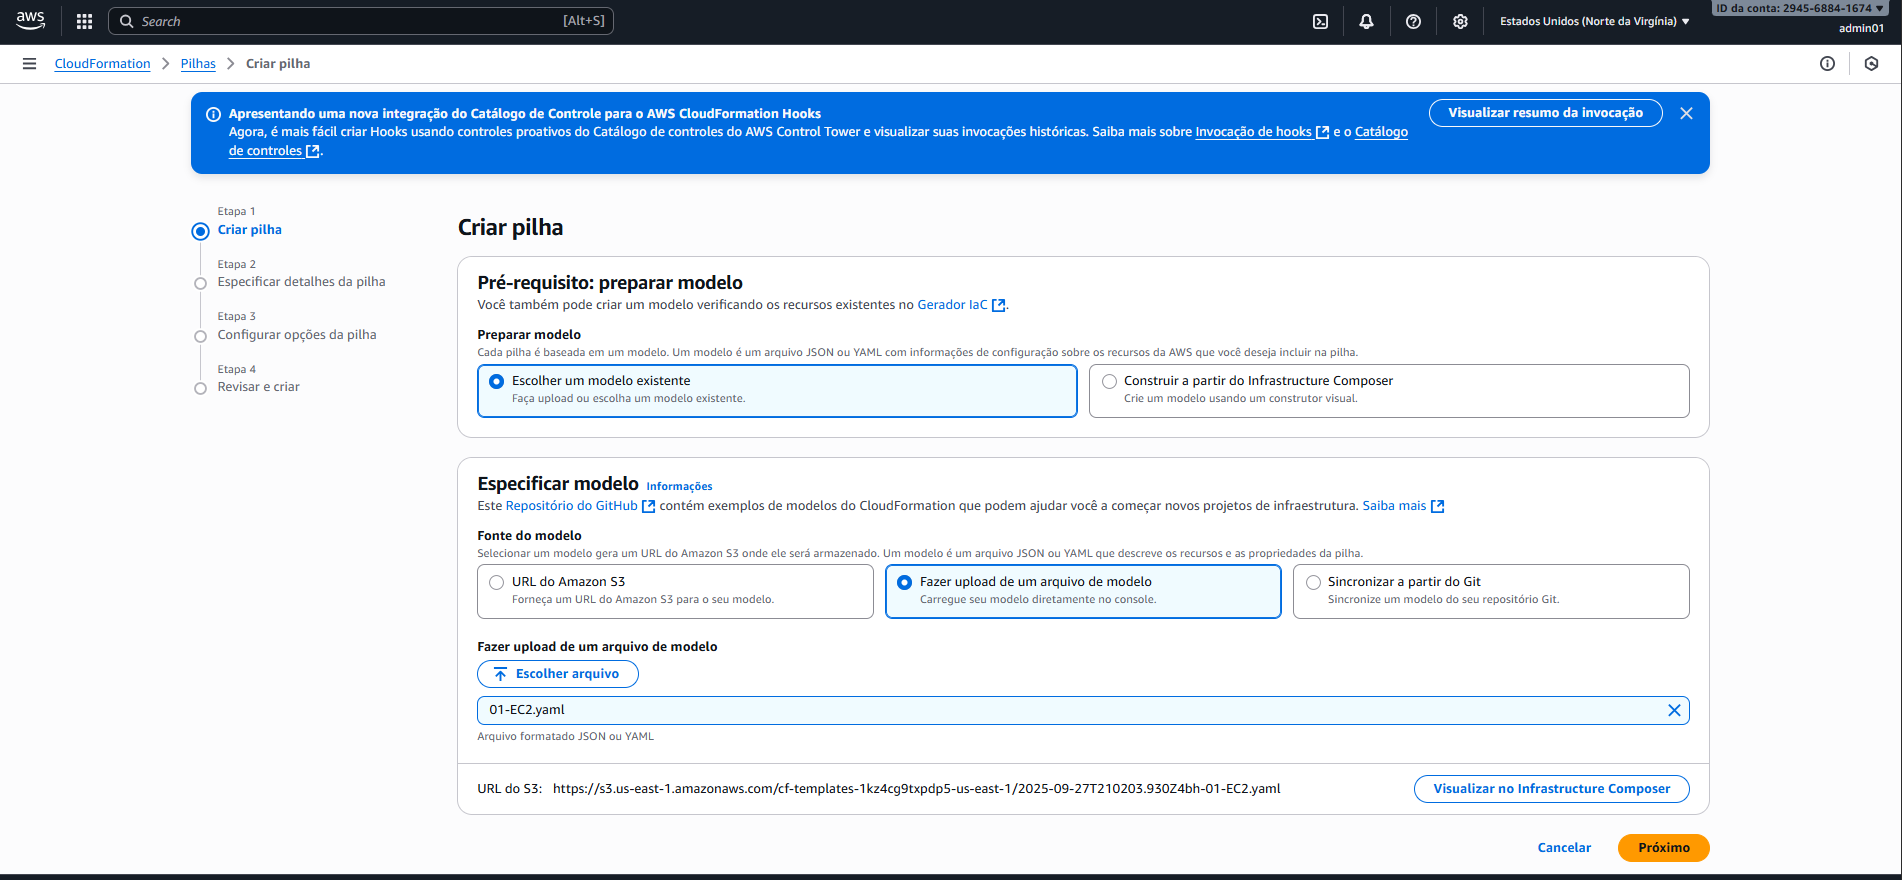 aws
Search
[Alt+S]
Estados Unidos (Norte da Virgínia)
ID da conta: 2945-6884-1674
admin01
CloudFormation
Pilhas
Criar pilha
Apresentando uma nova integração do Catálogo de Controle para o AWS CloudFormation Hooks
Agora, é mais fácil criar Hooks usando controles proativos do Catálogo de controles do AWS Control Tower e visualizar suas invocações históricas. Saiba mais sobre Invocação de hooks e o Catálogo
de controles.
Visualizar resumo da invocação
Etapa 1
Criar pilha
Etapa 2
Especificar detalhes da pilha
Etapa 3
Configurar opções da pilha
Etapa 4
Revisar e criar
Criar pilha
Pré-requisito: preparar modelo
Você também pode criar um modelo verificando os recursos existentes no Gerador IaC.
Preparar modelo
Cada pilha é baseada em um modelo. Um modelo é um arquivo JSON ou YAML com informações de configuração sobre os recursos da AWS que você deseja incluir na pilha.
Escolher um modelo existente
Faça upload ou escolha um modelo existente.
Construir a partir do Infrastructure Composer
Crie um modelo usando um construtor visual.
Especificar modelo Informações
Este Repositório do GitHub contém exemplos de modelos do CloudFormation que podem ajudar você a começar novos projetos de infraestrutura. Saiba mais
Fonte do modelo
Selecionar um modelo gera um URL do Amazon S3 onde ele será armazenado. Um modelo é um arquivo JSON ou YAML que descreve os recursos e as propriedades da pilha.
URL do Amazon S3
Forneça um URL do Amazon S3 para o seu modelo.
Fazer upload de um arquivo de modelo
Carregue seu modelo diretamente no console.
Sincronizar a partir do Git
Sincronize um modelo do seu repositório Git.
Fazer upload de um arquivo de modelo
Escolher arquivo
01-EC2.yaml
Arquivo formatado JSON ou YAML
URL do S3: https://s3.us-east-1.amazonaws.com/cf-templates-1kz4cg9txpdp5-us-east-1/2025-09-27T210203.930Z4bh-01-EC2.yaml
Visualizar no Infrastructure Composer
Cancelar
Próximo